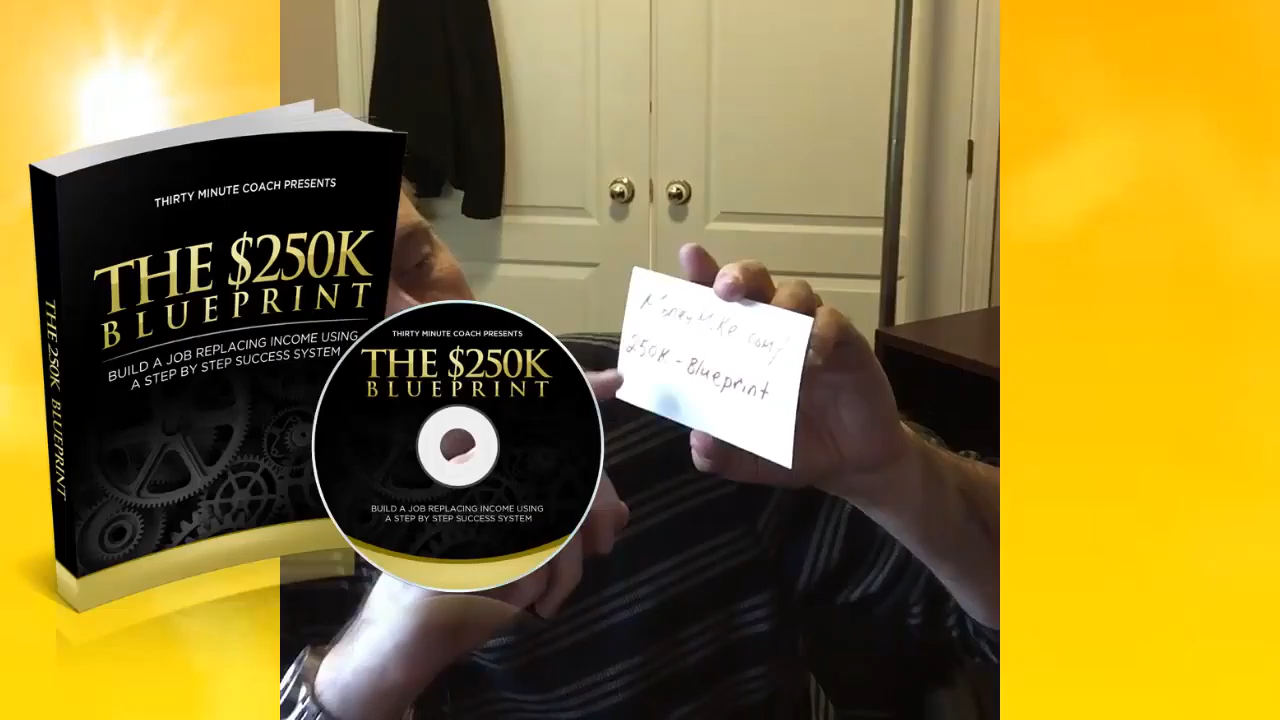 THIRTY MINUTE COACH PRESENTS
THE $250K
BLUEPRINT
BUILD A JOB REPLACING INCOME USING
A STEP BY STEP SUCCESS SYSTEM
THE 250K BLUEPRINT
THIRTY MINUTE COACH PRESENTS
THE $250K
BLUEPRINT
BUILD A JOB REPLACING INCOME USING
A STEP BY STEP SUCCESS SYSTEM
MoneyMike.com/
250K-Blueprint